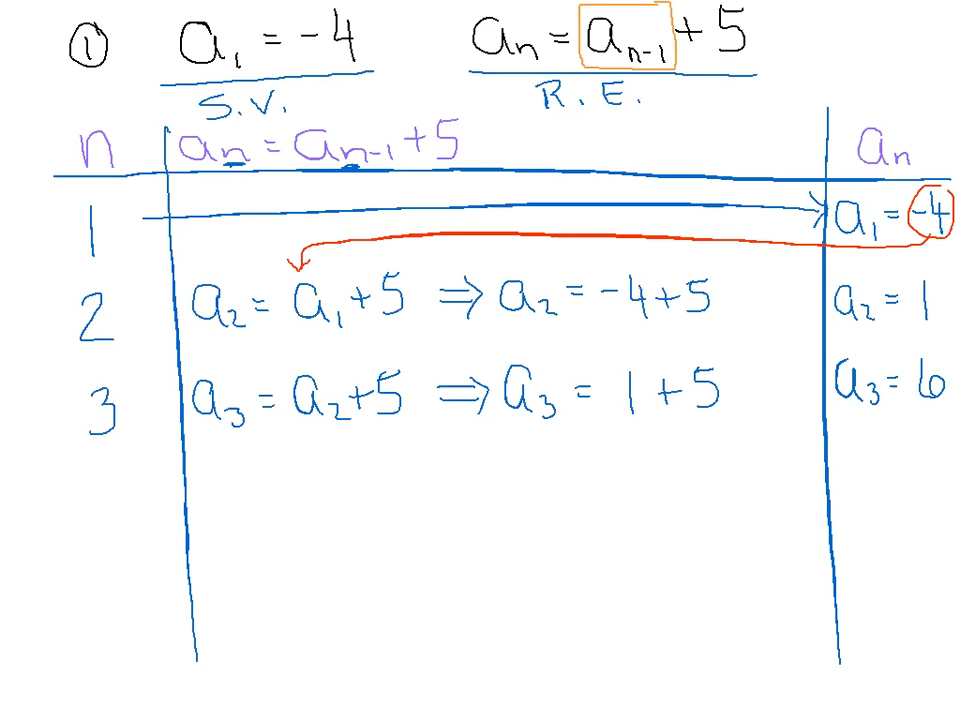 ① a₁ = -4 aₙ = aₙ₋₁ + 5
S.V. R.E.
n aₙ = aₙ₋₁ + 5 aₙ
1 a₁ = -4
2 a₂ = a₁ + 5 ⇒ a₂ = -4 + 5 a₂ = 1
3 a₃ = a₂ + 5 ⇒ a₃ = 1 + 5 a₃ = 6